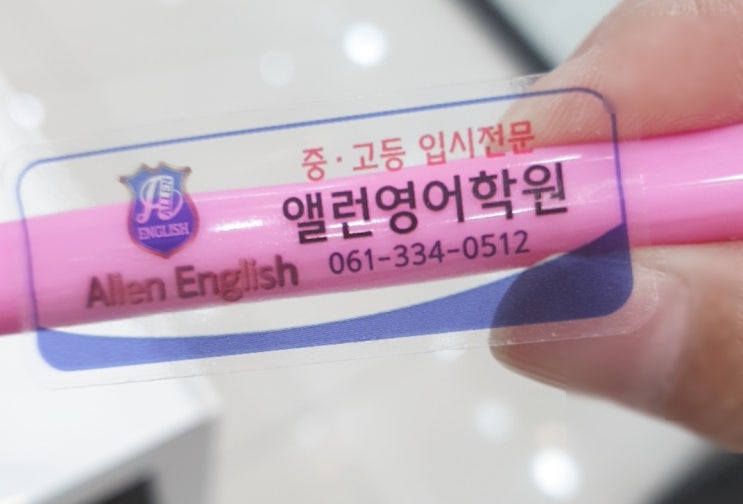 중·고등 입시전문
앨런영어학원
061-334-0512
ALLEN
ENGLISH
Allen English